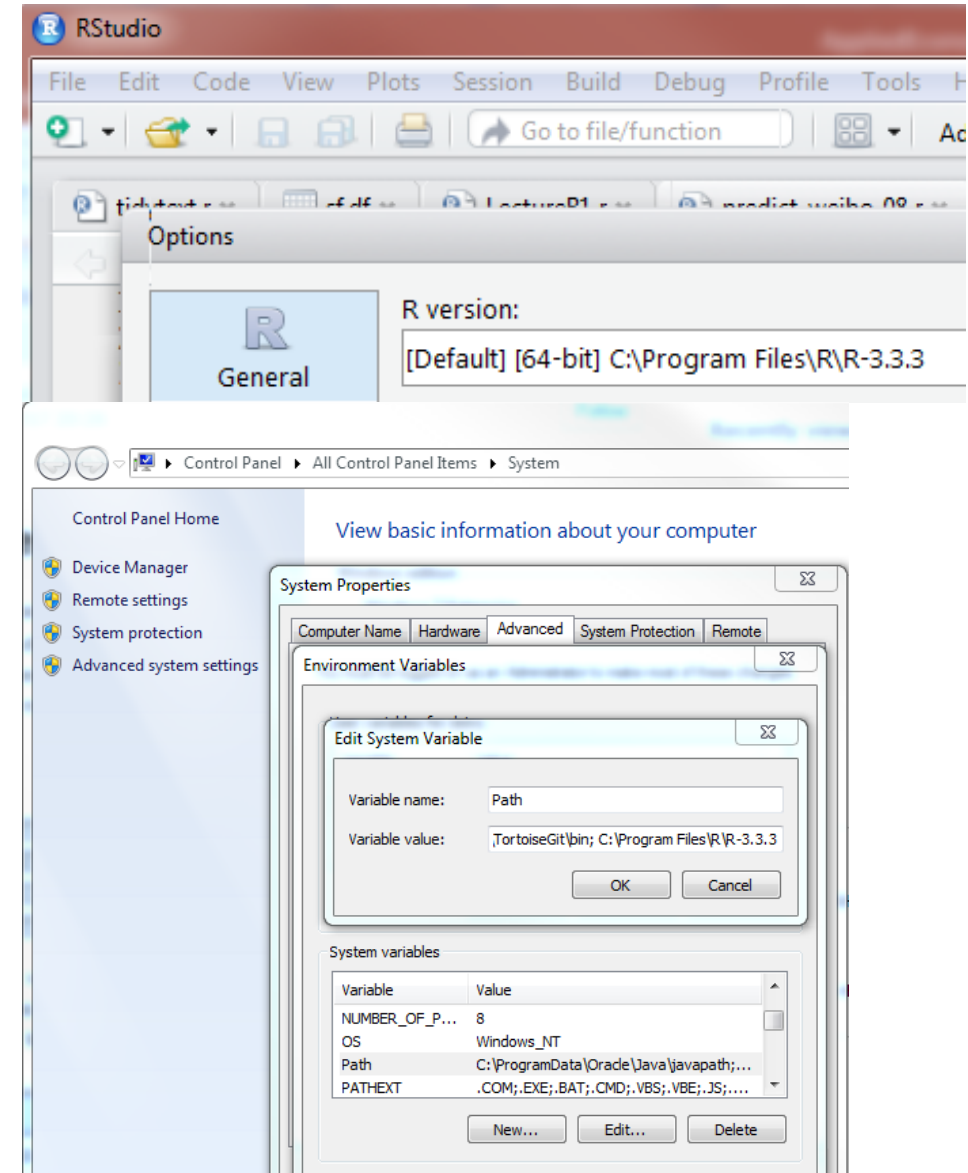 RStudio
File Edit Code View Plots Session Build Debug Profile Tools H
Go to file/function Ad
Options
R version:
[Default] [64-bit] C:\Program Files\R\R-3.3.3
General
Control Panel All Control Panel Items System
Control Panel Home
View basic information about your computer
Device Manager
Remote settings
System protection
Advanced system settings
System Properties
Computer Name Hardware Advanced System Protection Remote
Environment Variables
Edit System Variable
Variable name: Path
Variable value: TortoiseGit\bin; C:\Program Files\R\R-3.3.3
OK Cancel
System variables
Variable Value
NUMBER_OF_P... 8
OS Windows_NT
Path C:\ProgramData\Oracle\Java\javapath;...
PATHEXT .COM;.EXE;.BAT;.CMD;.VBS;.VBE;.JS;....
New... Edit... Delete